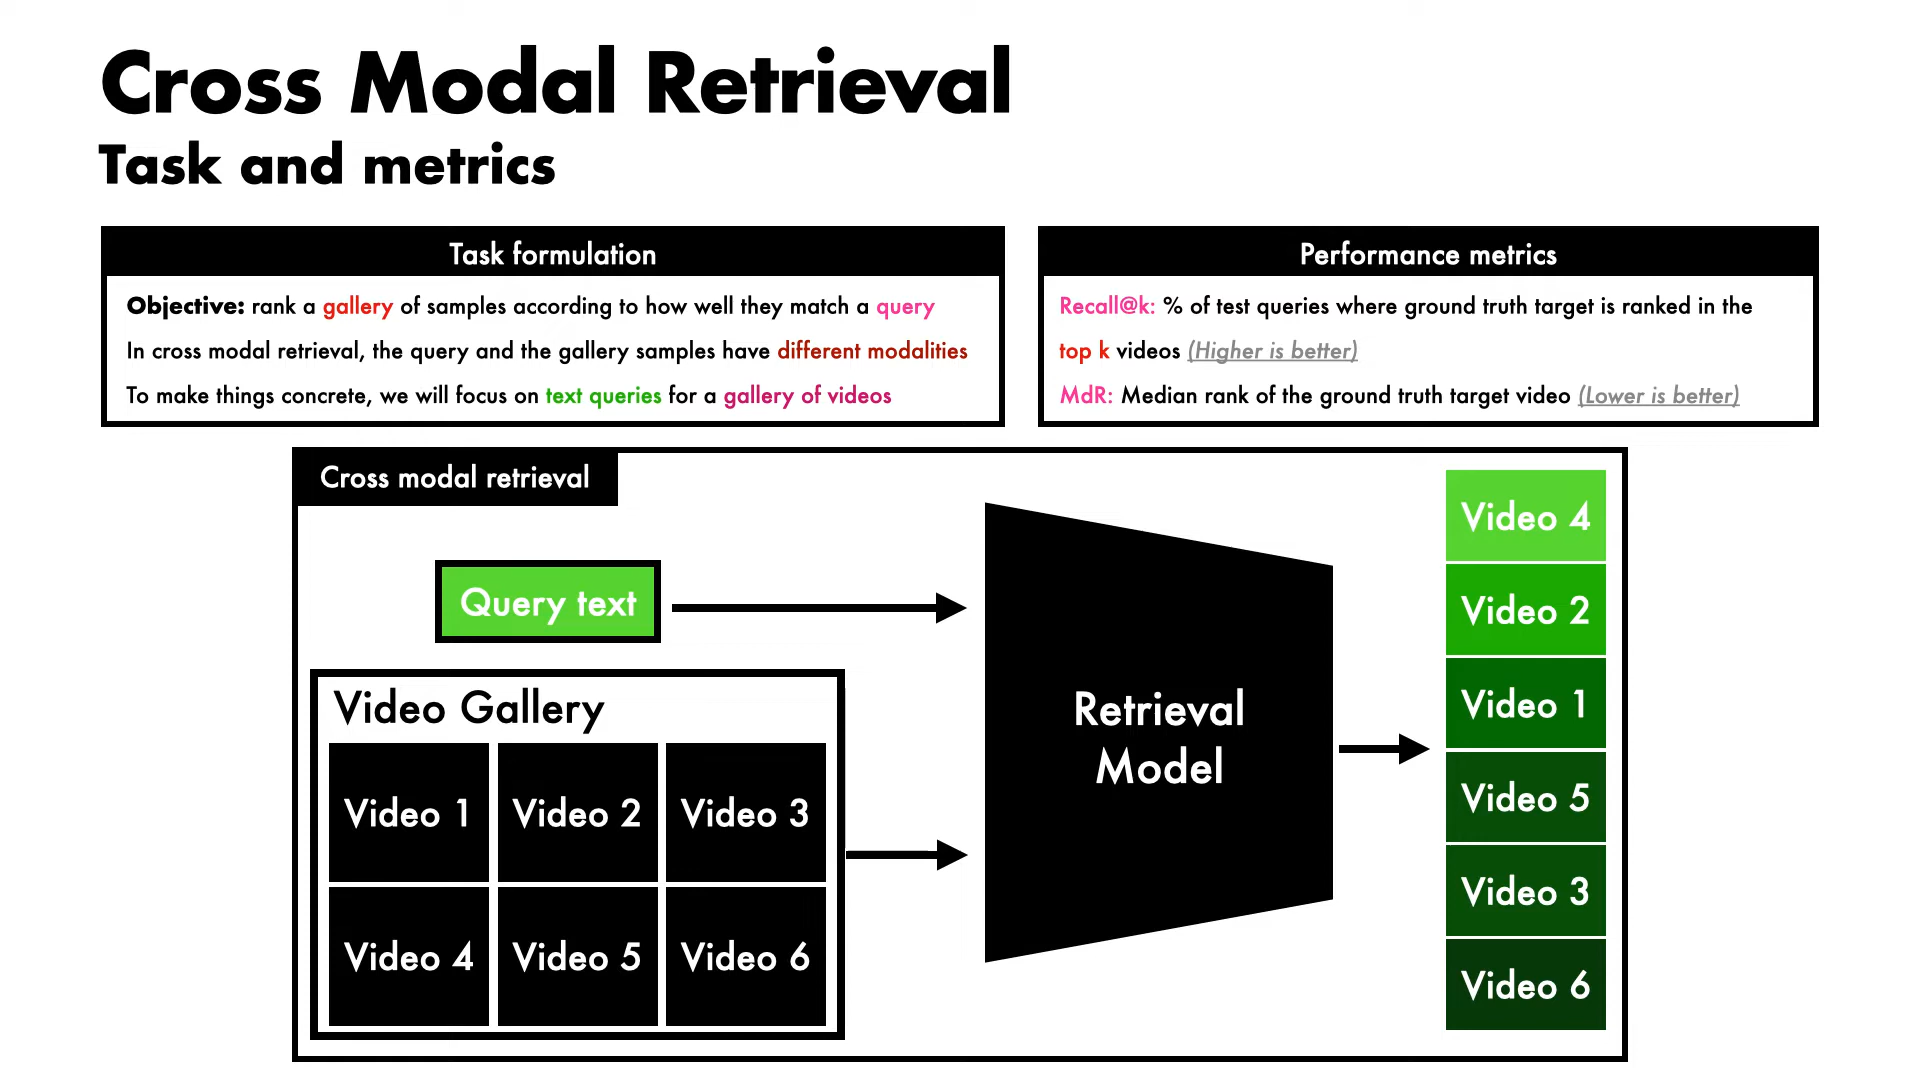 Cross Modal Retrieval
Task and metrics
Task formulation
Objective: rank a gallery of samples according to how well they match a query
In cross modal retrieval, the query and the gallery samples have different modalities
To make things concrete, we will focus on text queries for a gallery of videos
Performance metrics
Recall@k: % of test queries where ground truth target is ranked in the
top k videos (Higher is better)
MdR: Median rank of the ground truth target video (Lower is better)
Cross modal retrieval
Query text
Video Gallery
Video 1 Video 2 Video 3
Video 4 Video 5 Video 6
Retrieval
Model
Video 4
Video 2
Video 1
Video 5
Video 3
Video 6